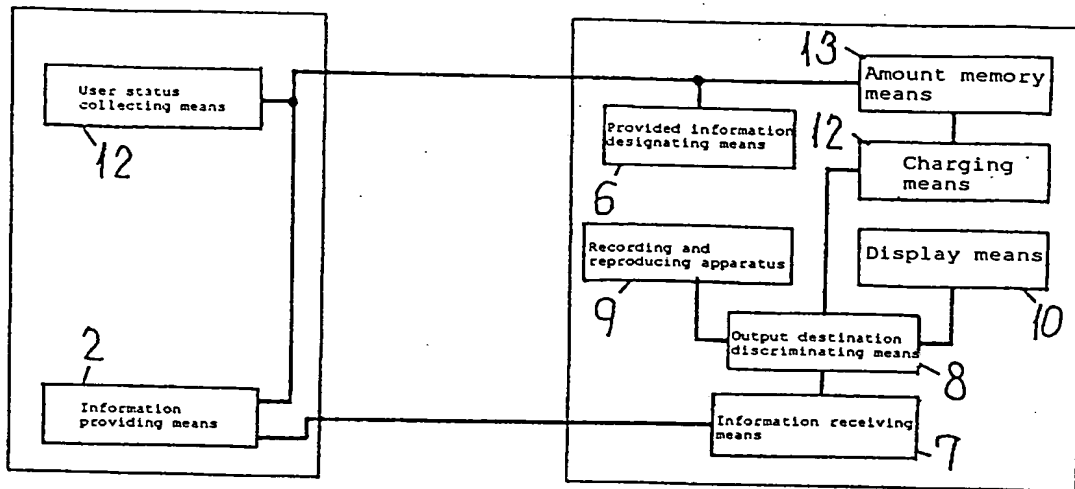 User status
collecting means
12
2
Information
providing means
13
Amount memory
means
Provided information
designating means
6
12
Charging
means
Recording and
reproducing apparatus
9
Display means
10
Output destination
discriminating means
8
Information receiving
means
7